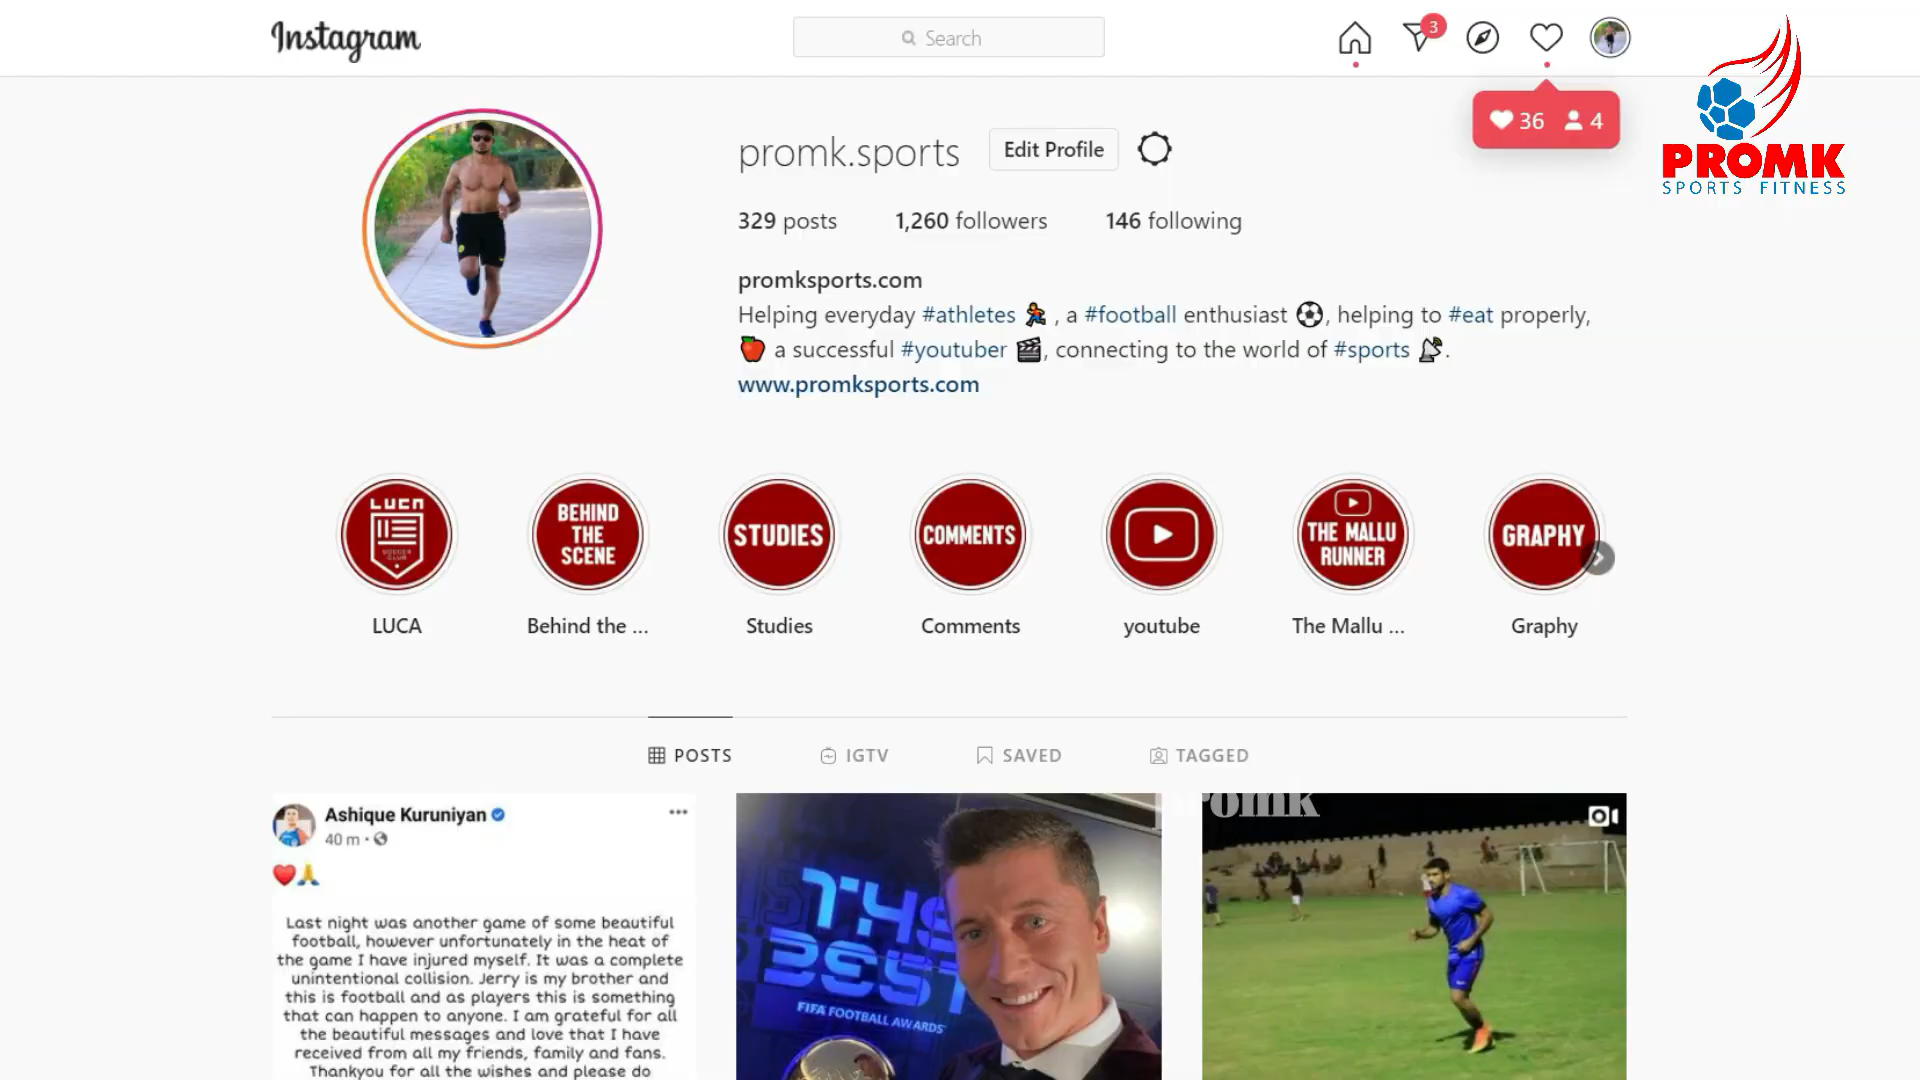 Instagram
Search
3
36 4
PROMK
SPORTS FITNESS
promk.sports
Edit Profile
329 posts 1,260 followers 146 following
promksports.com
Helping everyday #athletes 🏃 , a #football enthusiast ⚽, helping to #eat properly,
🍎 a successful #youtuber 🎬, connecting to the world of #sports 📡.
www.promksports.com
LUCA
SOCCER
CLUB
BEHIND
THE
SCENE
STUDIES
COMMENTS
THE MALLU
RUNNER
GRAPHY
LUCA
Behind the ...
Studies
Comments
youtube
The Mallu ...
Graphy
POSTS IGTV SAVED TAGGED
promk
Ashique Kuruniyan
40 m
❤️🙏
Last night was another game of some beautiful
football, however unfortunately in the heat of
the game I have injured myself. It was a complete
unintentional collision. Jerry is my brother and
this is football and as players this is something
that can happen to anyone. I am grateful for all
the beautiful messages and love that I have
received from all my friends, family and fans.
Thankyou for all the wishes and please do
THE
BEST
FIFA FOOTBALL AWARDS